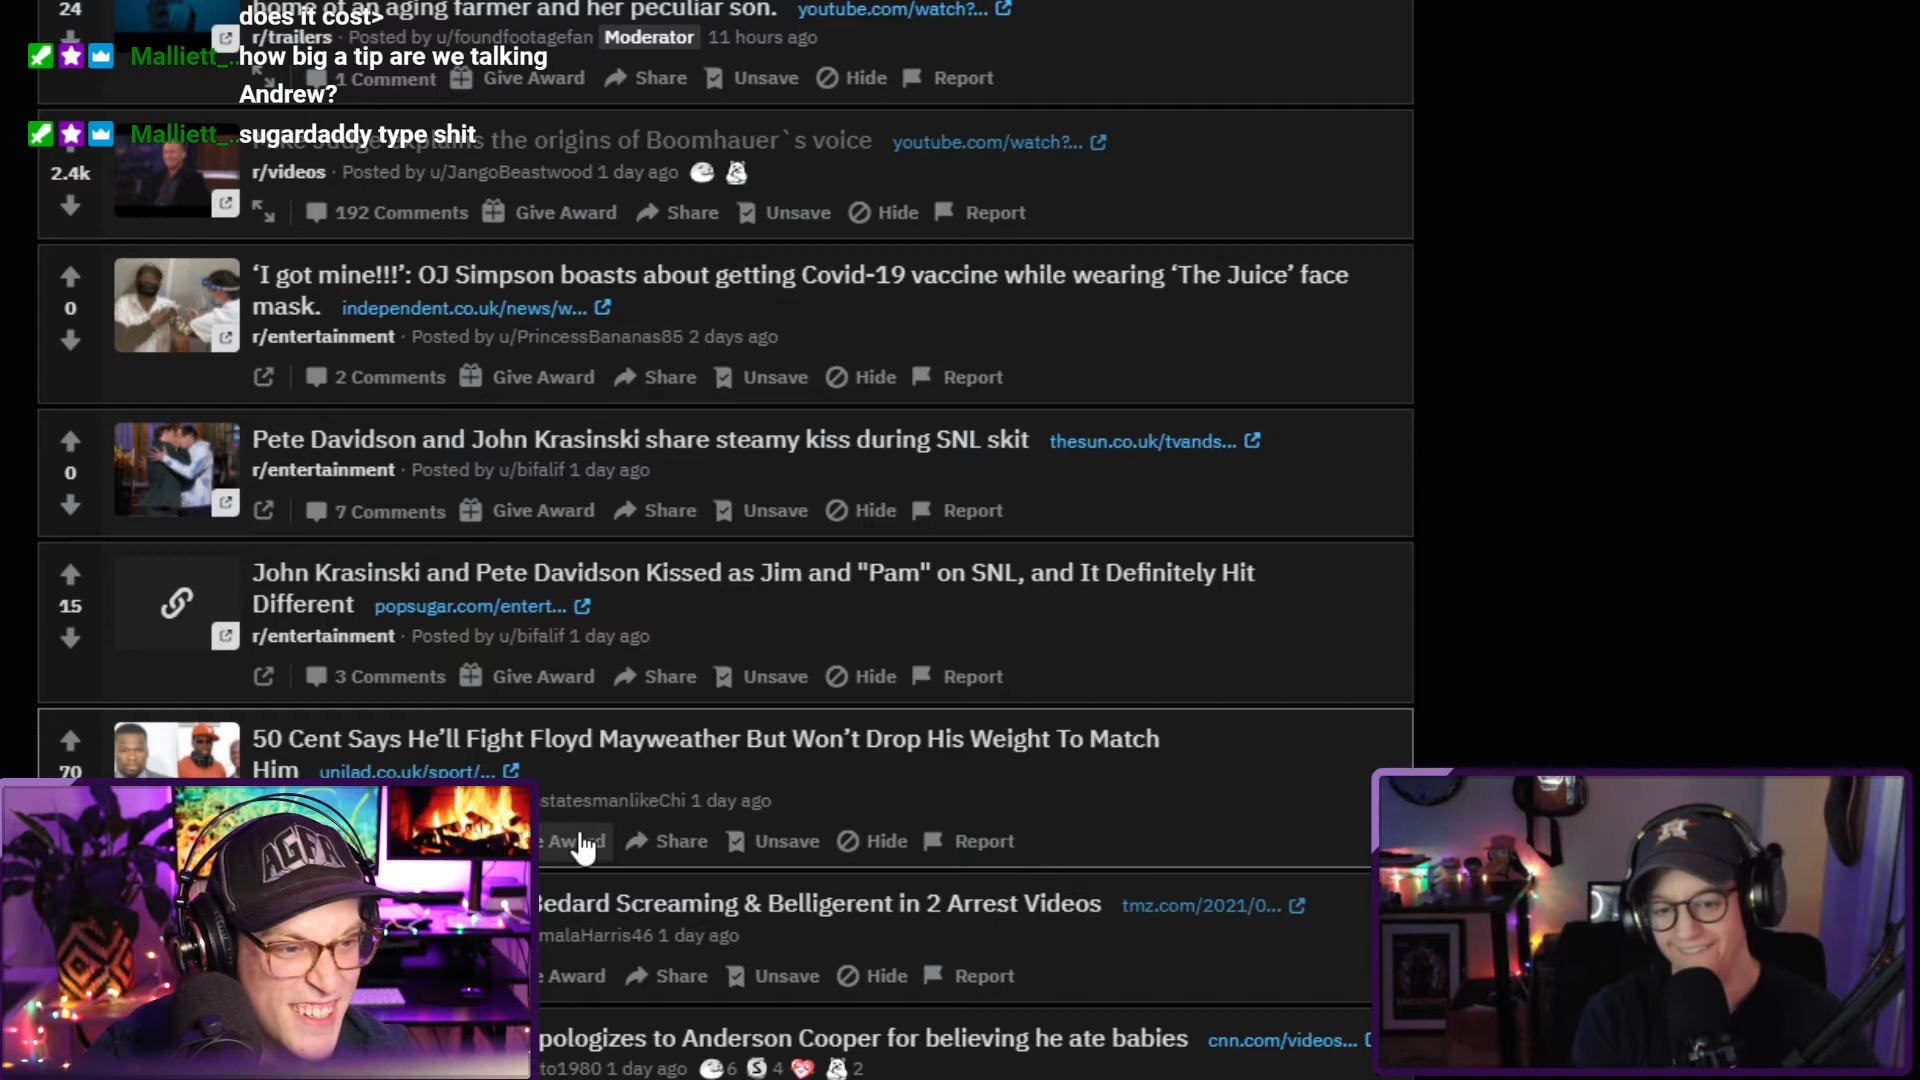 does it cost>
24
home of an aging farmer and her peculiar son. youtube.com/watch?...
r/trailers · Posted by u/foundfootagefan Moderator 11 hours ago
Malliett_.. how big a tip are we talking
Andrew?
1 Comment Give Award Share Unsave Hide Report
Malliett_.. sugardaddy type shit
the origins of Boomhauer`s voice youtube.com/watch?...
2.4k
r/videos · Posted by u/JangoBeastwood 1 day ago
192 Comments Give Award Share Unsave Hide Report
‘I got mine!!!’: OJ Simpson boasts about getting Covid-19 vaccine while wearing ‘The Juice’ face
0
mask. independent.co.uk/news/w...
r/entertainment · Posted by u/PrincessBananas85 2 days ago
2 Comments Give Award Share Unsave Hide Report
Pete Davidson and John Krasinski share steamy kiss during SNL skit thesun.co.uk/tvands...
0
r/entertainment · Posted by u/bifalif 1 day ago
7 Comments Give Award Share Unsave Hide Report
John Krasinski and Pete Davidson Kissed as Jim and "Pam" on SNL, and It Definitely Hit
15
Different popsugar.com/entert...
r/entertainment · Posted by u/bifalif 1 day ago
3 Comments Give Award Share Unsave Hide Report
50 Cent Says He’ll Fight Floyd Mayweather But Won’t Drop His Weight To Match
70
Him unilad.co.uk/sport/...
statesmanlikeChi 1 day ago
e Award Share Unsave Hide Report
AGFA
Bedard Screaming & Belligerent in 2 Arrest Videos tmz.com/2021/0...
malaHarris46 1 day ago
e Award Share Unsave Hide Report
pologizes to Anderson Cooper for believing he ate babies cnn.com/videos...
to1980 1 day ago 6 4 2